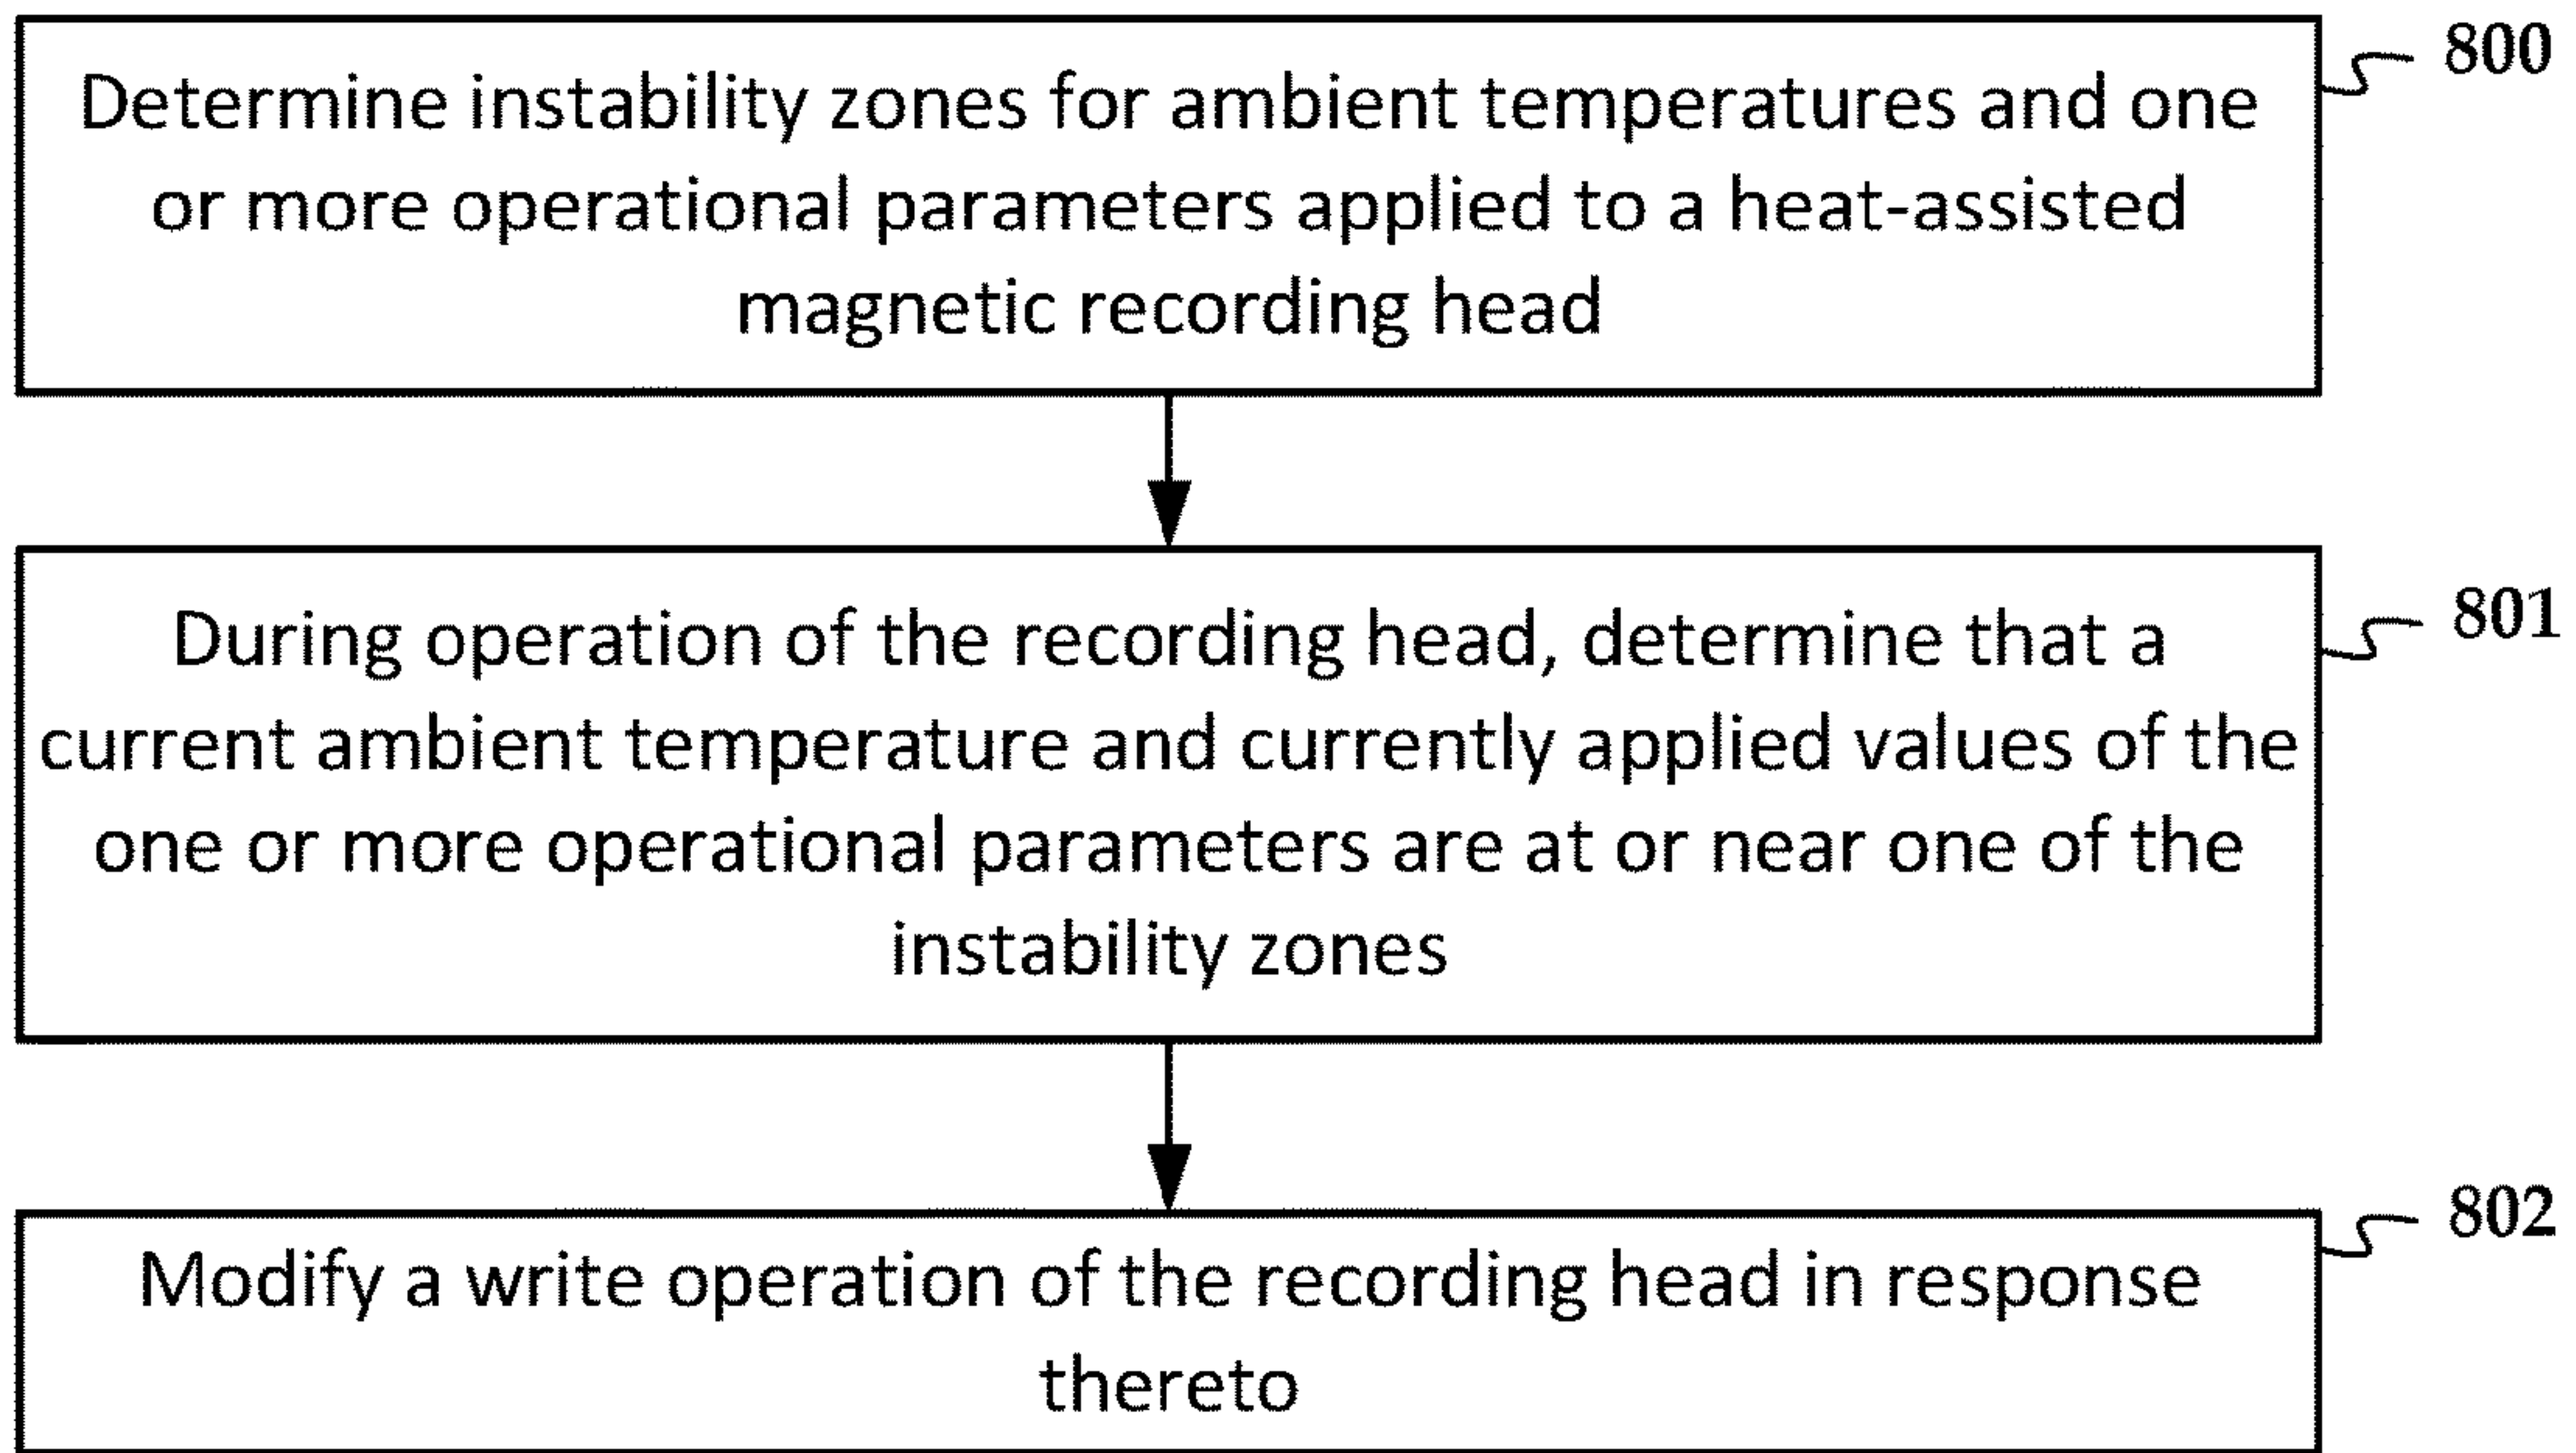 Determine instability zones for ambient temperatures and one
or more operational parameters applied to a heat-assisted
magnetic recording head
800
During operation of the recording head, determine that a
current ambient temperature and currently applied values of the
one or more operational parameters are at or near one of the
instability zones
801
Modify a write operation of the recording head in response
thereto
802